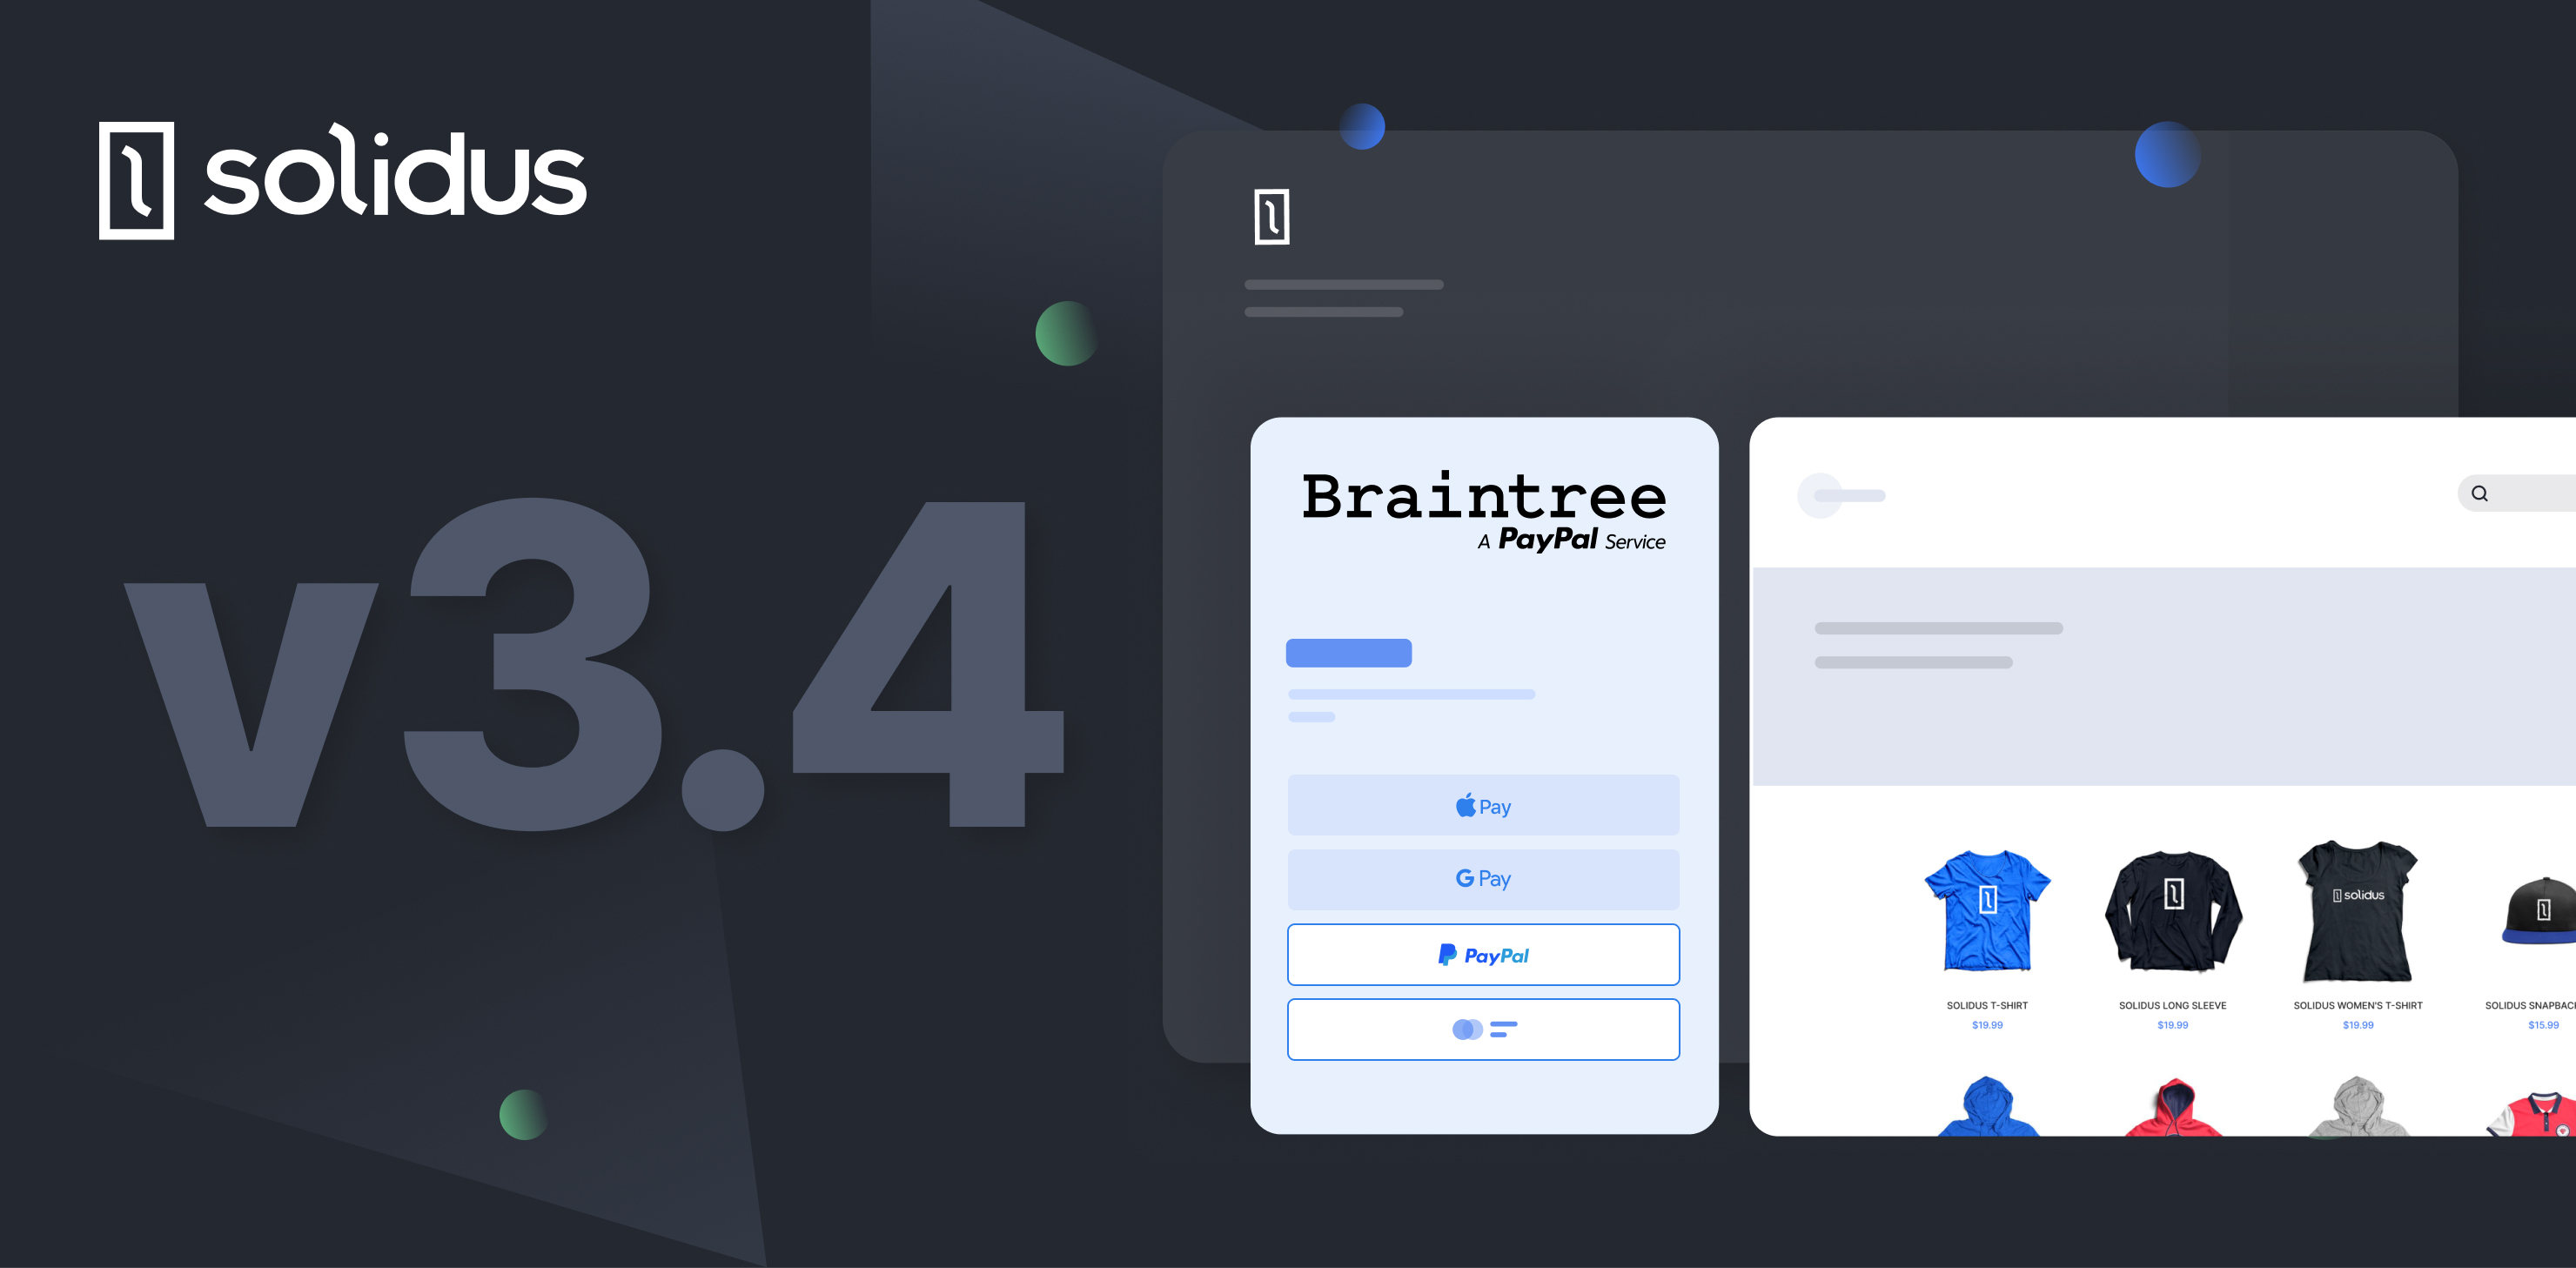 solidus
v3.4
Braintree
A PayPal Service
Pay
G Pay
PayPal
solidus
SOLIDUS T-SHIRT
$19.99
SOLIDUS LONG SLEEVE
$19.99
SOLIDUS WOMEN'S T-SHIRT
$19.99
SOLIDUS SNAPBAC
$15.99